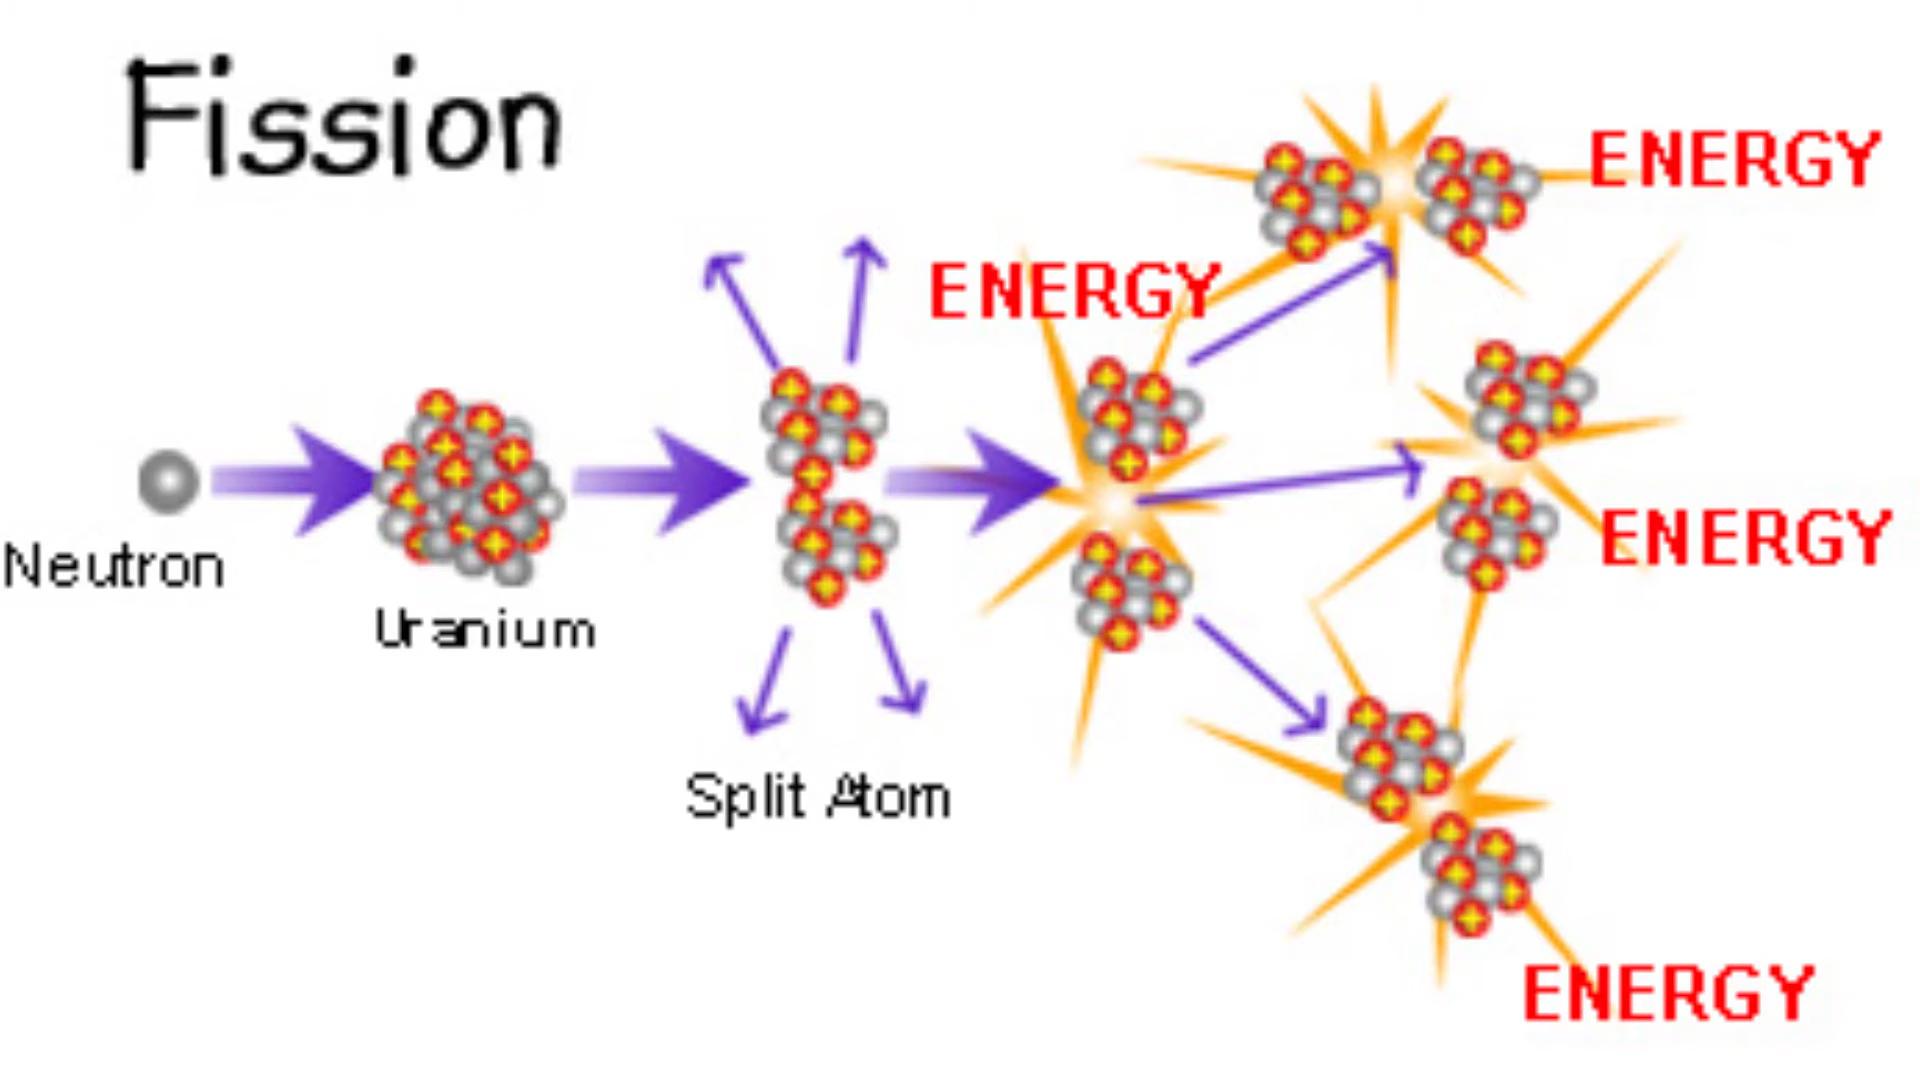 Fission
ENERGY
ENERGY
Neutron
Uranium
ENERGY
Split Atom
ENERGY